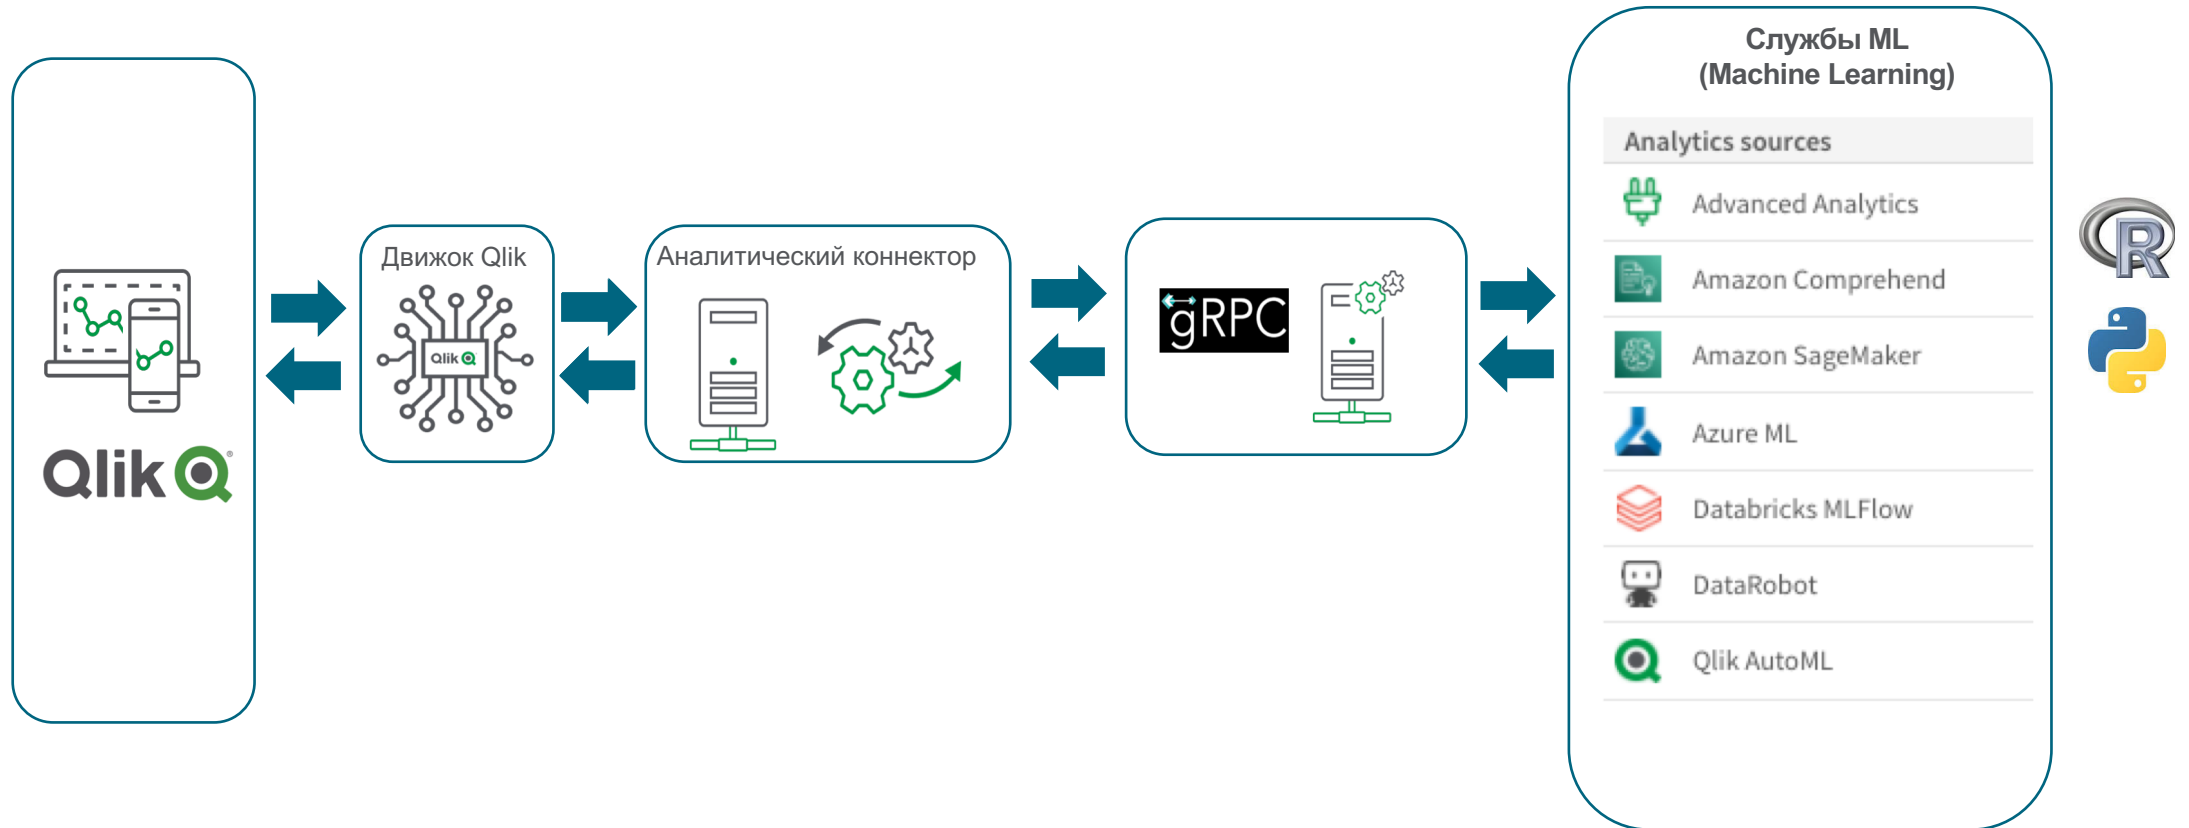 Qlik
Движок Qlik
Qlik
Аналитический коннектор
gRPC
Службы ML
(Machine Learning)
Analytics sources
Advanced Analytics
Amazon Comprehend
Amazon SageMaker
Azure ML
Databricks MLFlow
DataRobot
Qlik AutoML
R